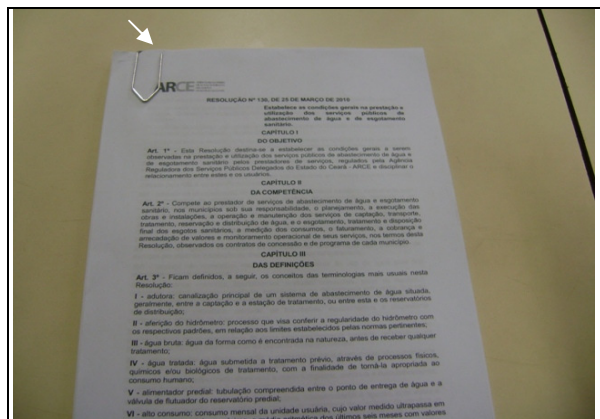 ARCE
RESOLUÇÃO Nº 130, DE 25 DE MARÇO DE 2010
Estabelece as condições gerais na prestação e
utilização dos serviços públicos de
abastecimento de água e de esgotamento
sanitário.
CAPÍTULO I
DO OBJETIVO
Art. 1º - Esta Resolução destina-se a estabelecer as condições gerais a serem
observadas na prestação e utilização dos serviços públicos de abastecimento de água e
de esgotamento sanitário pelos prestadores de serviços, regulados pela Agência
Reguladora dos Serviços Públicos Delegados do Estado do Ceará - ARCE e disciplinar o
relacionamento entre estes e os usuários.
CAPÍTULO II
DA COMPETÊNCIA
Art. 2º - Compete ao prestador de serviços de abastecimento de água e esgotamento
sanitário, nos municípios sob sua responsabilidade, o planejamento, a execução das
obras e instalações, a operação e manutenção dos serviços de captação, transporte,
tratamento, reservação e distribuição de água, e o esgotamento, tratamento e disposição
final dos esgotos sanitários, a medição dos consumos, o faturamento, a cobrança e
arrecadação de valores e monitoramento operacional de seus serviços, nos termos desta
Resolução, observados os contratos de concessão e de programa de cada município.
CAPÍTULO III
DAS DEFINIÇÕES
Art. 3º - Ficam definidos, a seguir, os conceitos das terminologias mais usuais nesta
Resolução:
I - adutora: canalização principal de um sistema de abastecimento de água situada,
geralmente, entre a captação e a estação de tratamento, ou entre esta e os reservatórios
de distribuição;
II - aferição do hidrômetro: processo que visa conferir a regularidade do hidrômetro com
os respectivos padrões, em relação aos limites estabelecidos pelas normas pertinentes;
III - água bruta: água da forma como é encontrada na natureza, antes de receber qualquer
tratamento;
IV - água tratada: água submetida a tratamento prévio, através de processos físicos,
químicos e/ou biológicos de tratamento, com a finalidade de torná-la apropriada ao
consumo humano;
V - alimentador predial: tubulação compreendida entre o ponto de entrega de água e a
válvula de flutuador do reservatório predial;
VI - alto consumo: consumo mensal da unidade usuária, cujo valor medido ultrapassa em
dos últimos seis meses com valores